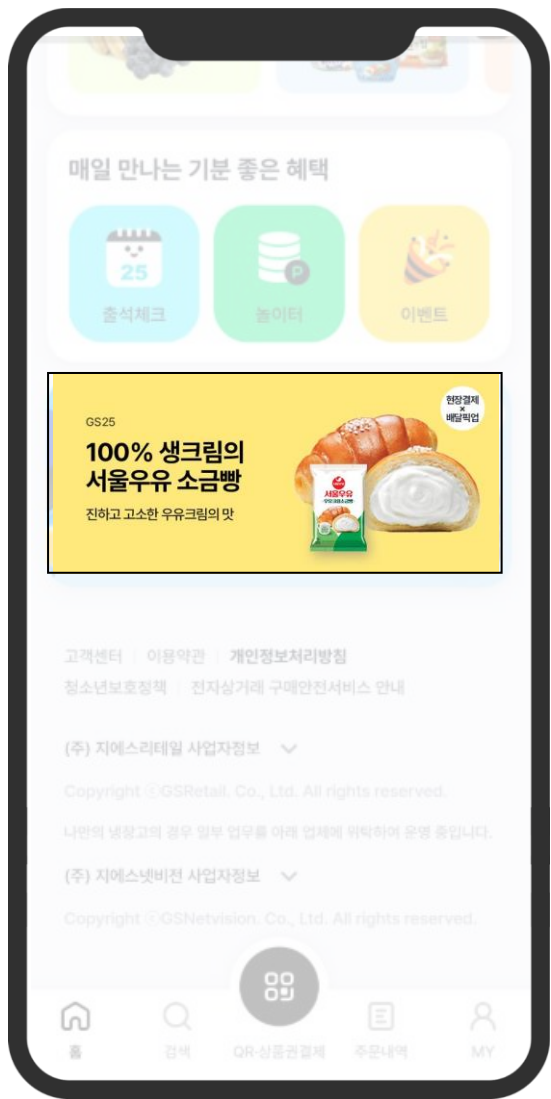 매일 만나는 기분 좋은 혜택
25
P
출석체크
놀이터
이벤트
현장결제
×
배달픽업
GS25
100% 생크림의
서울우유 소금빵
진하고 고소한 우유크림의 맛
서울우유
고객센터 이용약관 개인정보처리방침
청소년보호정책 전자상거래 구매안전서비스 안내
(주) 지에스리테일 사업자정보
Copyright ⓒGSRetail. Co., Ltd. All rights reserved.
나만의 냉장고의 경우 일부 업무를 아래 업체에 위탁하여 운영 중입니다.
(주) 지에스넷비전 사업자정보
Copyright ⓒGSNetvision. Co., Ltd. All rights reserved.
홈
검색
QR·상품권결제
주문내역
MY